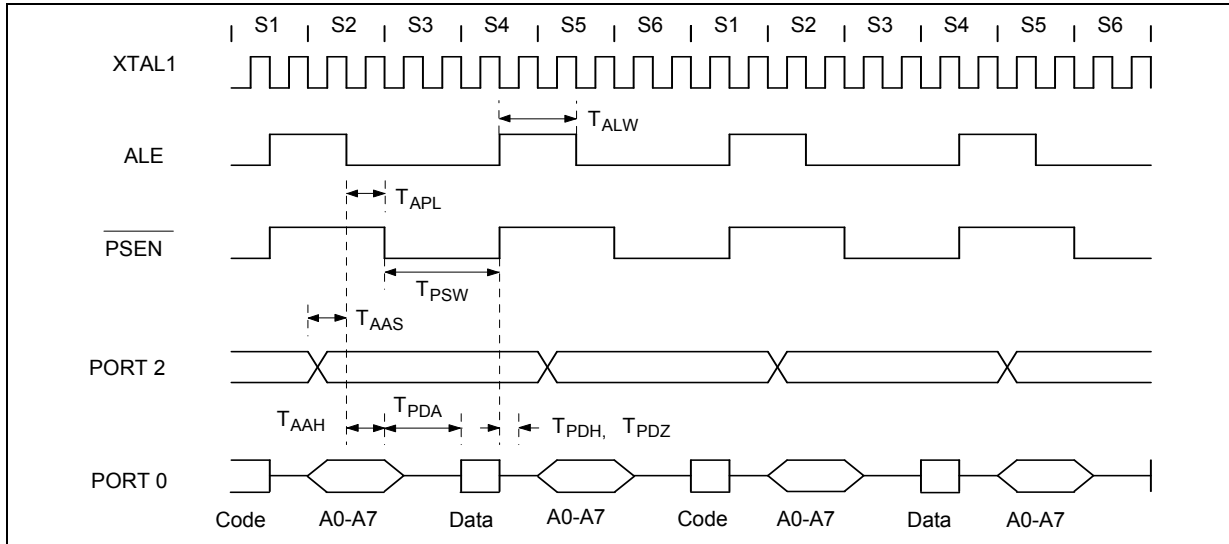 S1 S2 S3 S4 S5 S6 S1 S2 S3 S4 S5 S6
XTAL1
TALW
ALE
TAPL
PSEN
TPSW
TAAS
PORT 2
TAAH TPDA TPDH, TPDZ
PORT 0
Code A0-A7 Data A0-A7 Code A0-A7 Data A0-A7